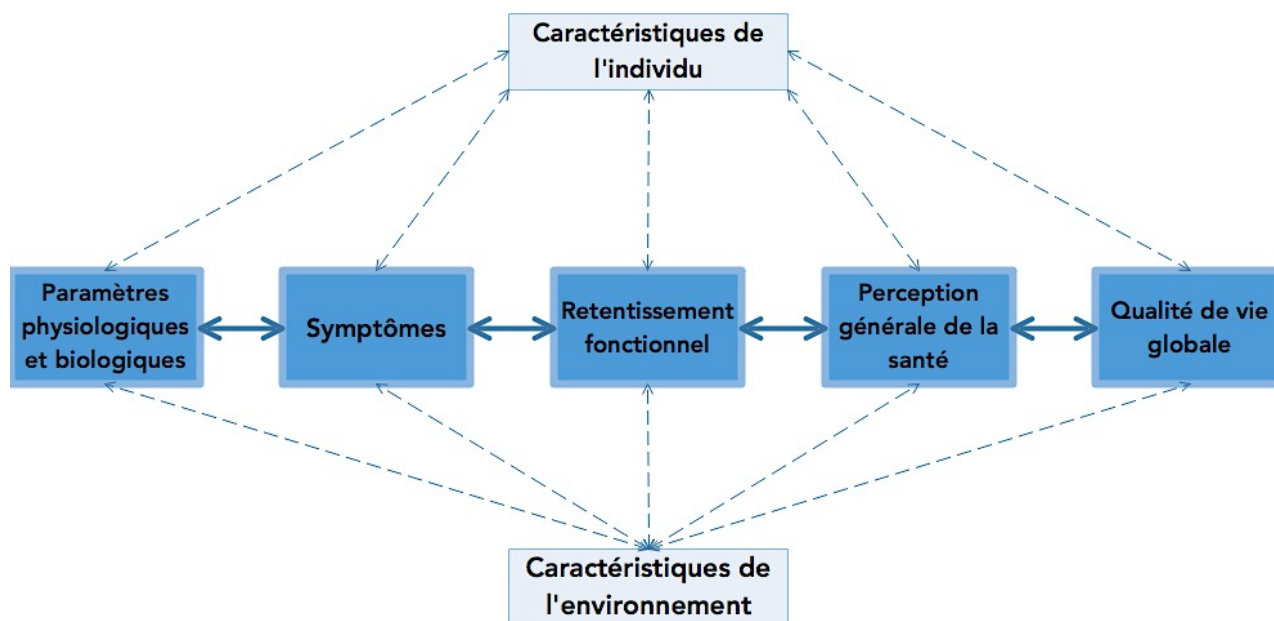 Caractéristiques de
l'individu
Paramètres
physiologiques
et biologiques
Symptômes
Retentissement
fonctionnel
Perception
générale de la
santé
Qualité de vie
globale
Caractéristiques de
l'environnement